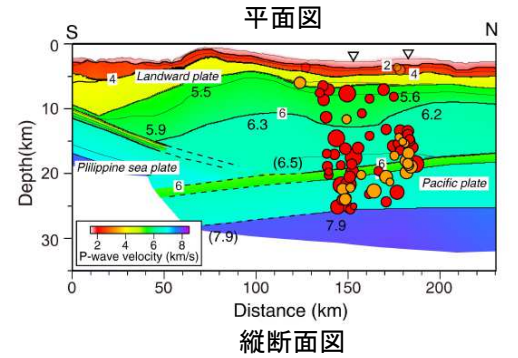 平面図
S N
0
2
4
4
Landward plate
5.5
5.6
10
6
5.9
6.3
6.2
20
(6.5)
6
Pilippine sea plate
6
Pacific plate
30
2 4 6 8
P-wave velocity (km/s)
(7.9)
7.9
Depth(km)
0 50 100 150 200
Distance (km)
縦断面図